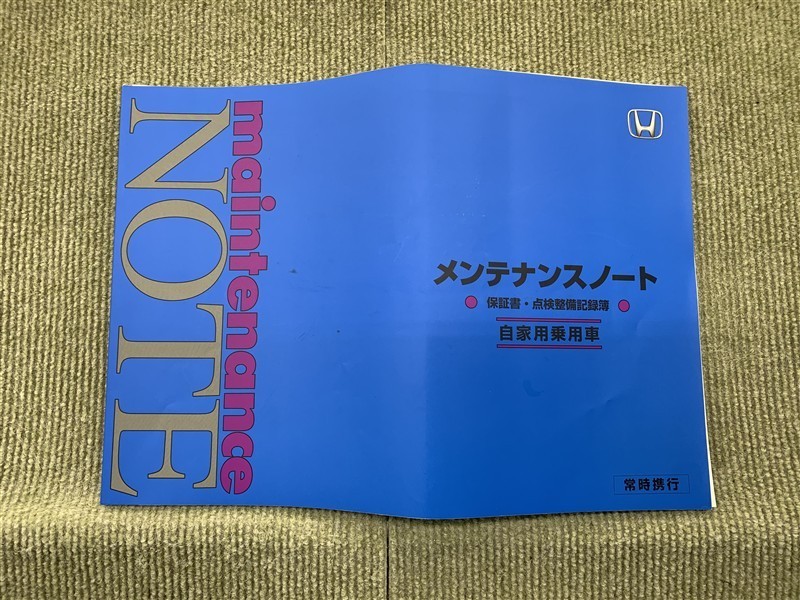 maintenance
NOTE
メンテナンスノート
保証書・点検整備記録簿
自家用乗用車
常時携行